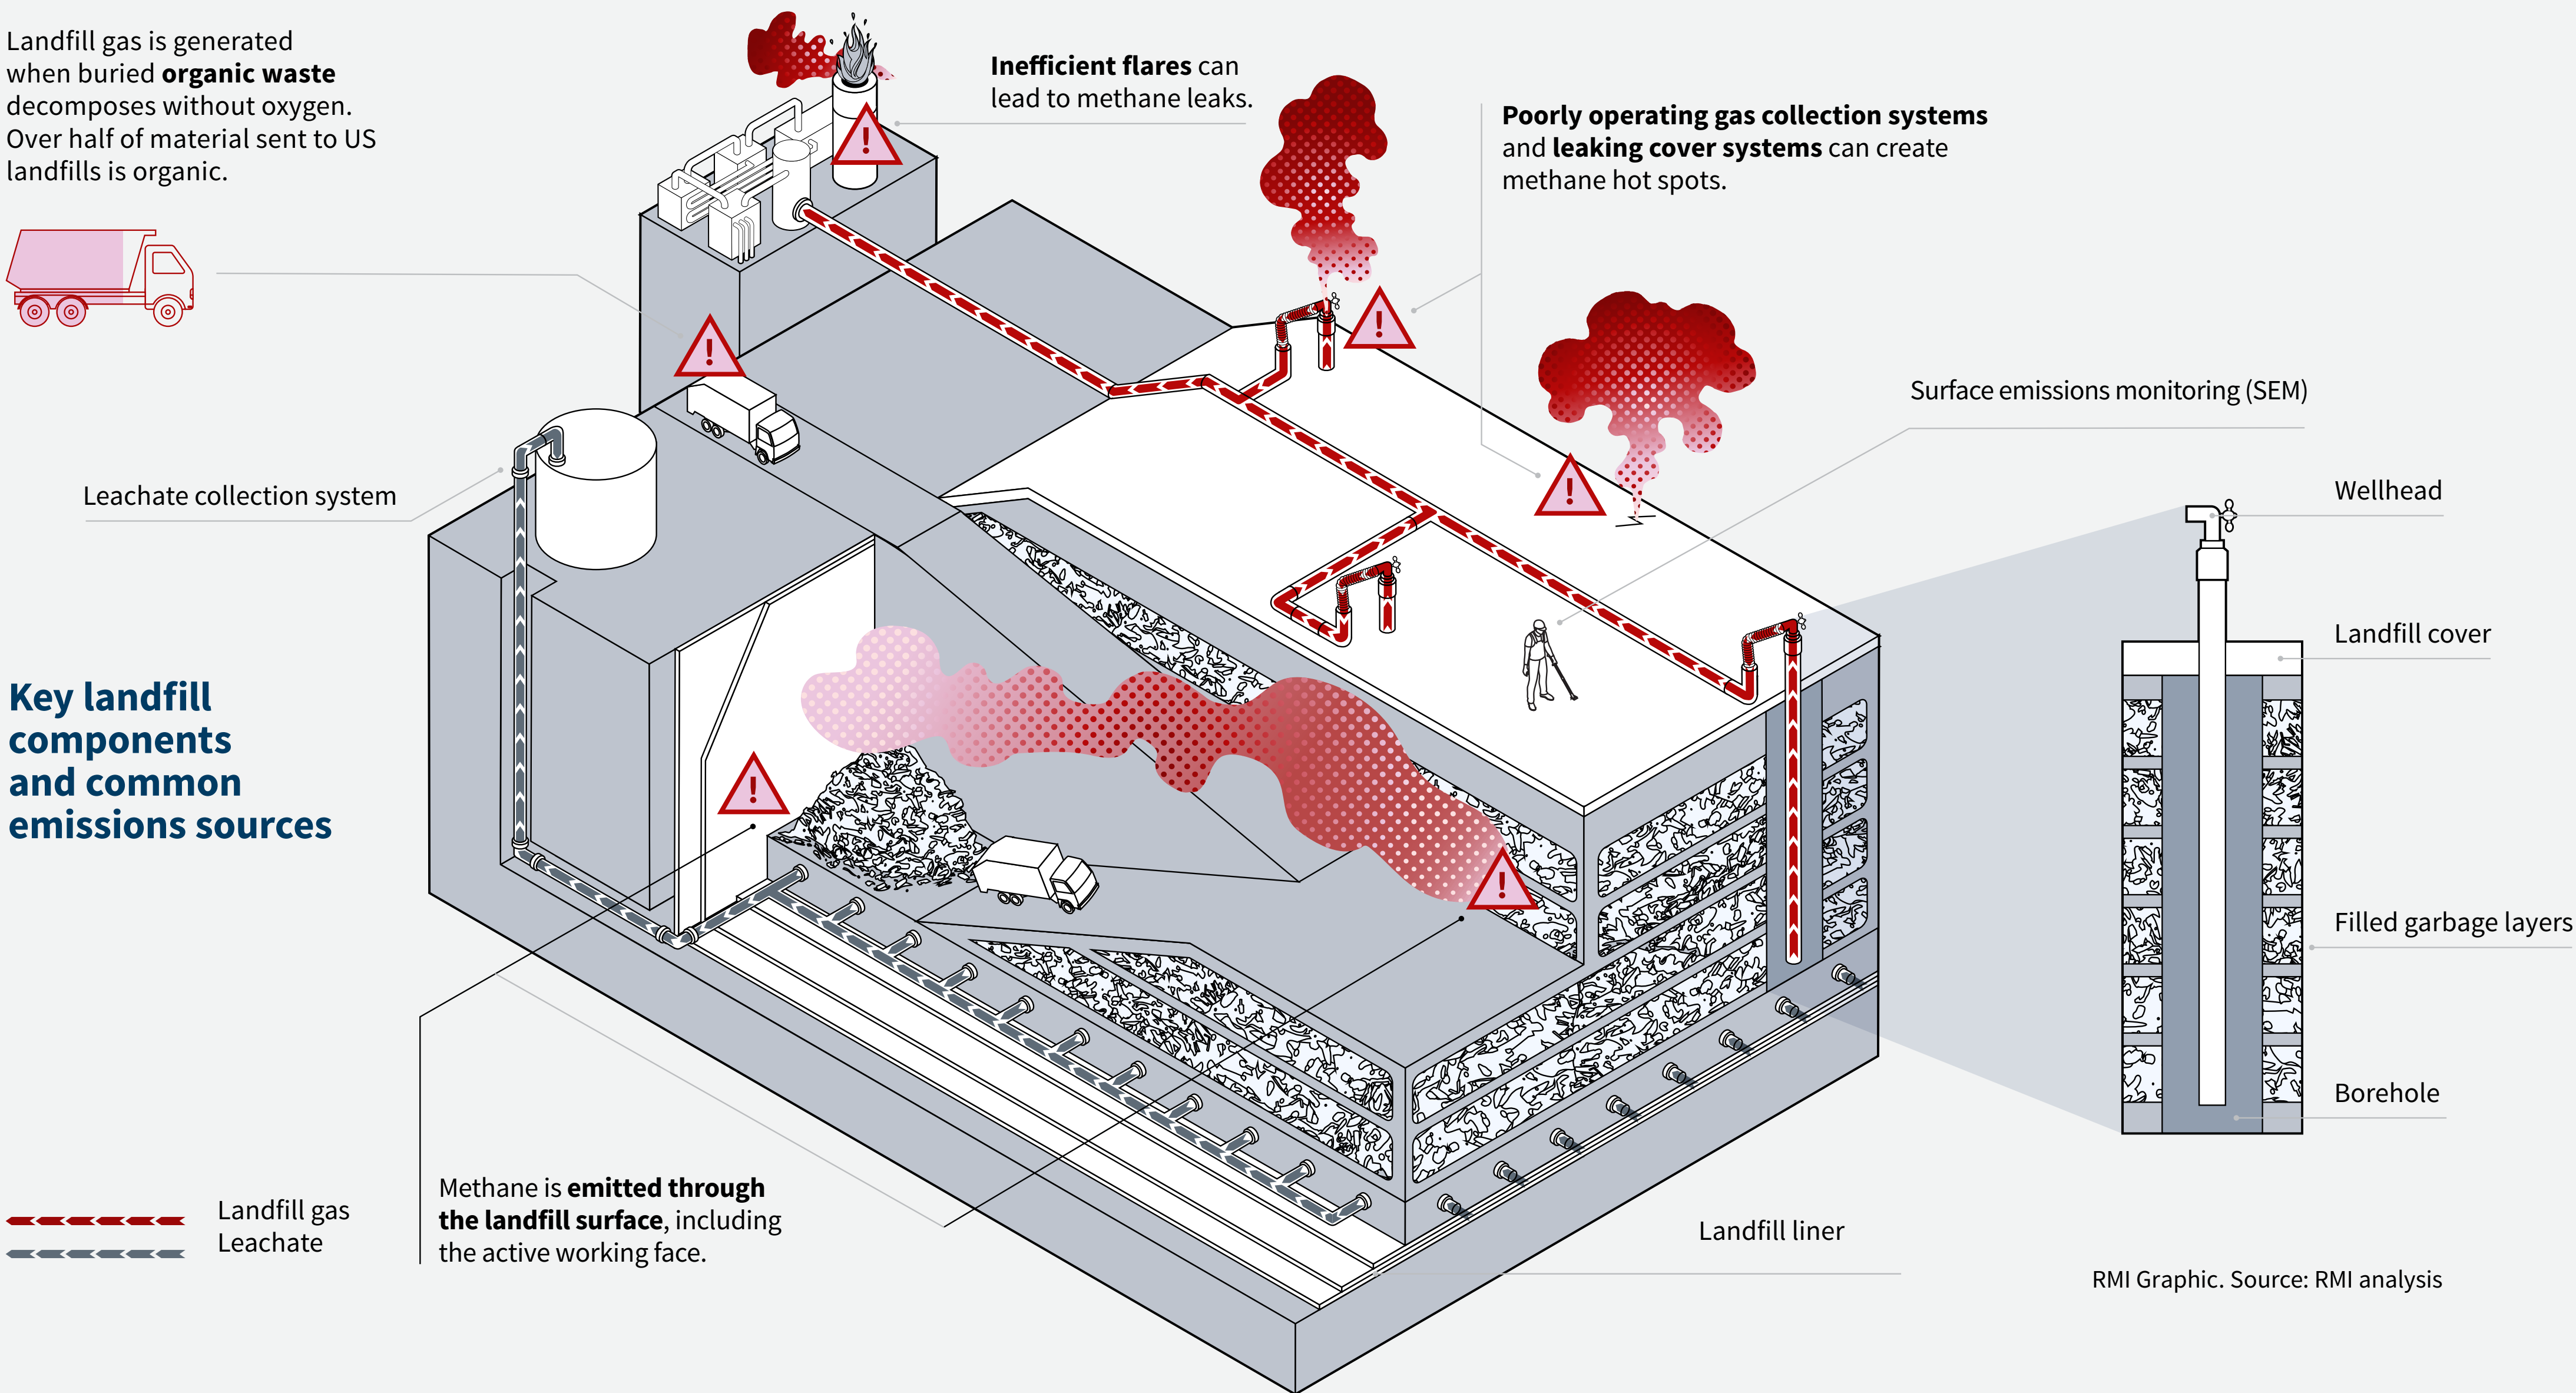 Landfill gas is generated
when buried organic waste
decomposes without oxygen.
Over half of material sent to US
landfills is organic.
Inefficient flares can
lead to methane leaks.
Poorly operating gas collection systems
and leaking cover systems can create
methane hot spots.
Surface emissions monitoring (SEM)
Leachate collection system
Wellhead
Landfill cover
Filled garbage layers
Borehole
Key landfill
components
and common
emissions sources
Methane is emitted through
the landfill surface, including
the active working face.
Landfill gas
Leachate
Landfill liner
RMI Graphic. Source: RMI analysis
!
!
!
!
!
!